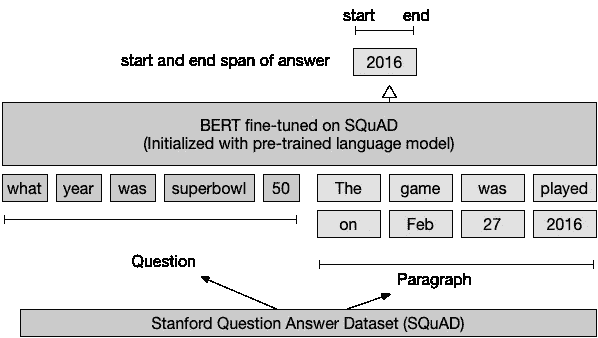 start end
start and end span of answer 2016
BERT fine-tuned on SQuAD
(Initialized with pre-trained language model)
what year was superbowl 50 The game was played
on Feb 27 2016
Question
Paragraph
Stanford Question Answer Dataset (SQuAD)